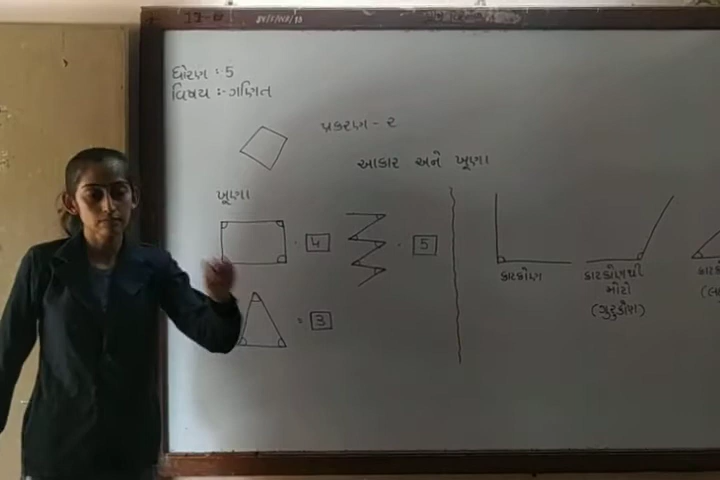 ધોરણ : 5
વિષય :- ગણિત
પ્રકરણ - ૨
આકાર અને ખૂણા
ખૂણા
4
5
3
કાટકોણ
કાટકોણથી
મોટો
(ગુરુકોણ)